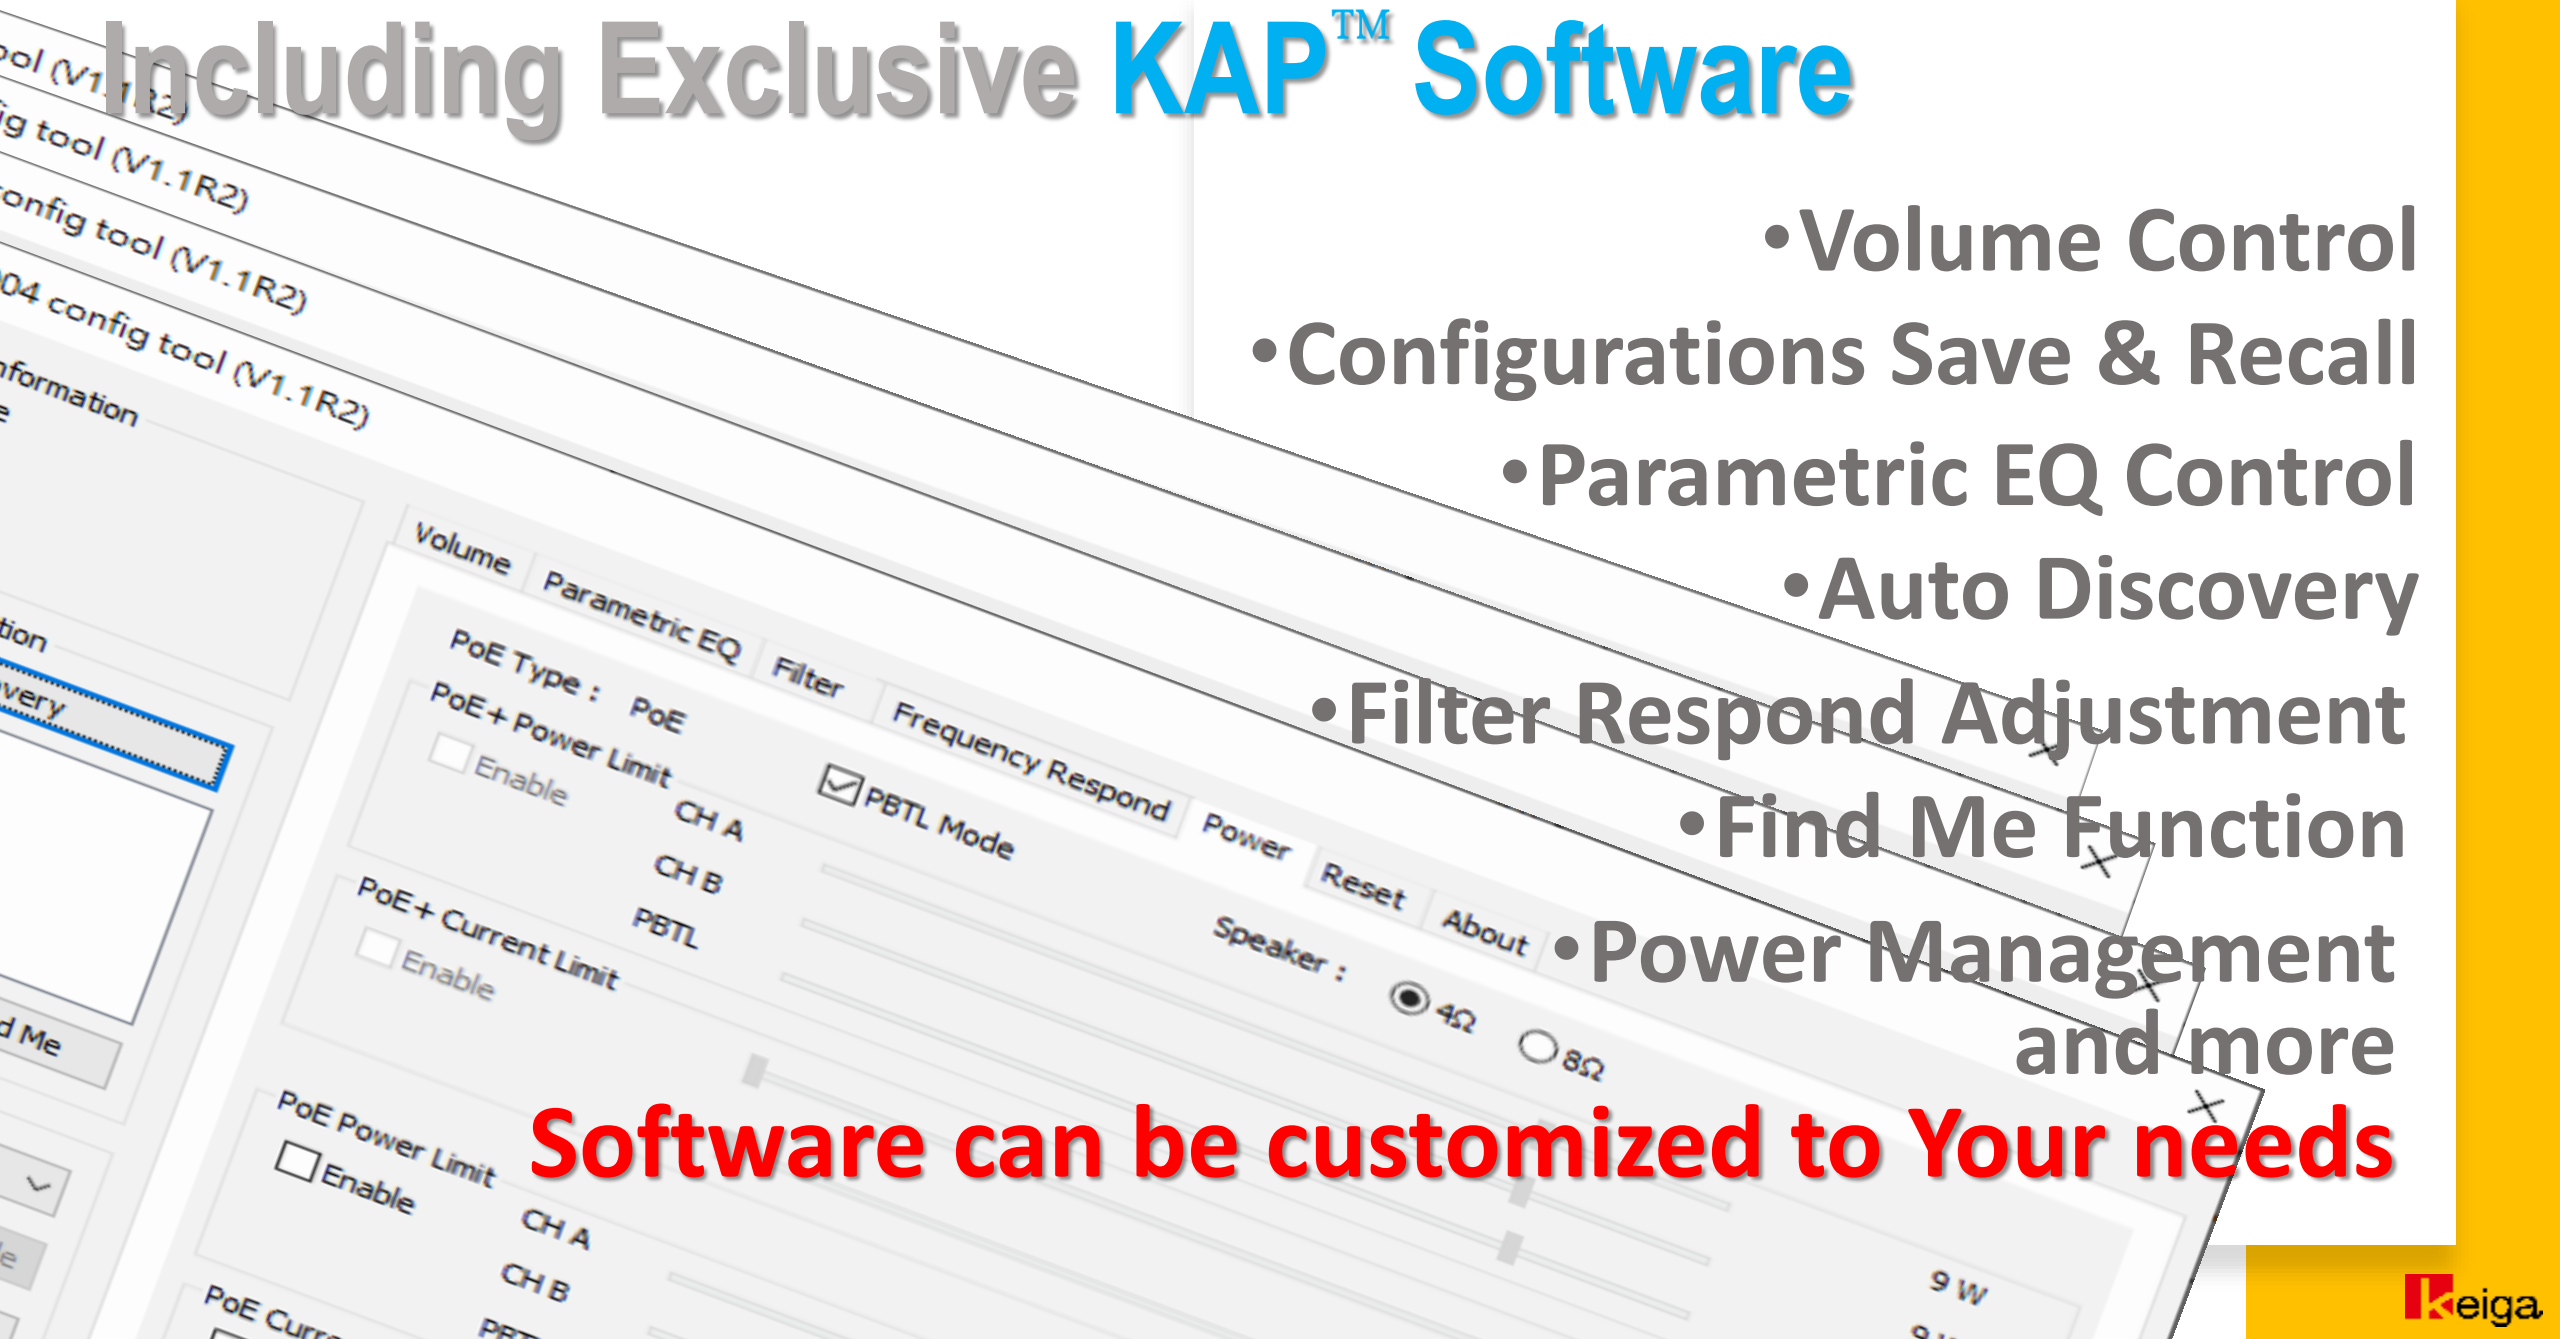 Including Exclusive KAP™ Software
•Volume Control
•Configurations Save & Recall
•Parametric EQ Control
•Auto Discovery
•Filter Respond Adjustment
•Find Me Function
•Power Management
and more
Software can be customized to Your needs
keiga
tool (V1.1R2)
config tool (V1.1R2)
04 config tool (V1.1R2)
Volume
Parametric EQ
Filter
Frequency Respond
Power
Reset
About
PoE Type : PoE
PBTL Mode
Speaker :
4Ω
8Ω
PoE+ Power Limit
Enable
CH A
CH B
PBTL
PoE+ Current Limit
Enable
PoE Power Limit
Enable
CH A
CH B
9 W
Me